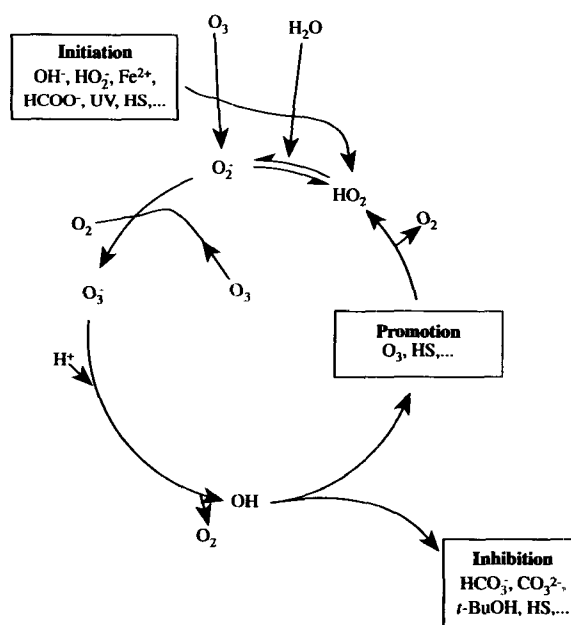 O₃
H₂O
Initiation
OH⁻, HO₂⁻, Fe²⁺,
HCOO⁻, UV, HS,...
O₂⁻
HO₂
O₂
O₂
O₃⁻
O₃
Promotion
O₃, HS,...
H⁺
OH
O₂
Inhibition
HCO₃⁻, CO₃²⁻,
t-BuOH, HS,...